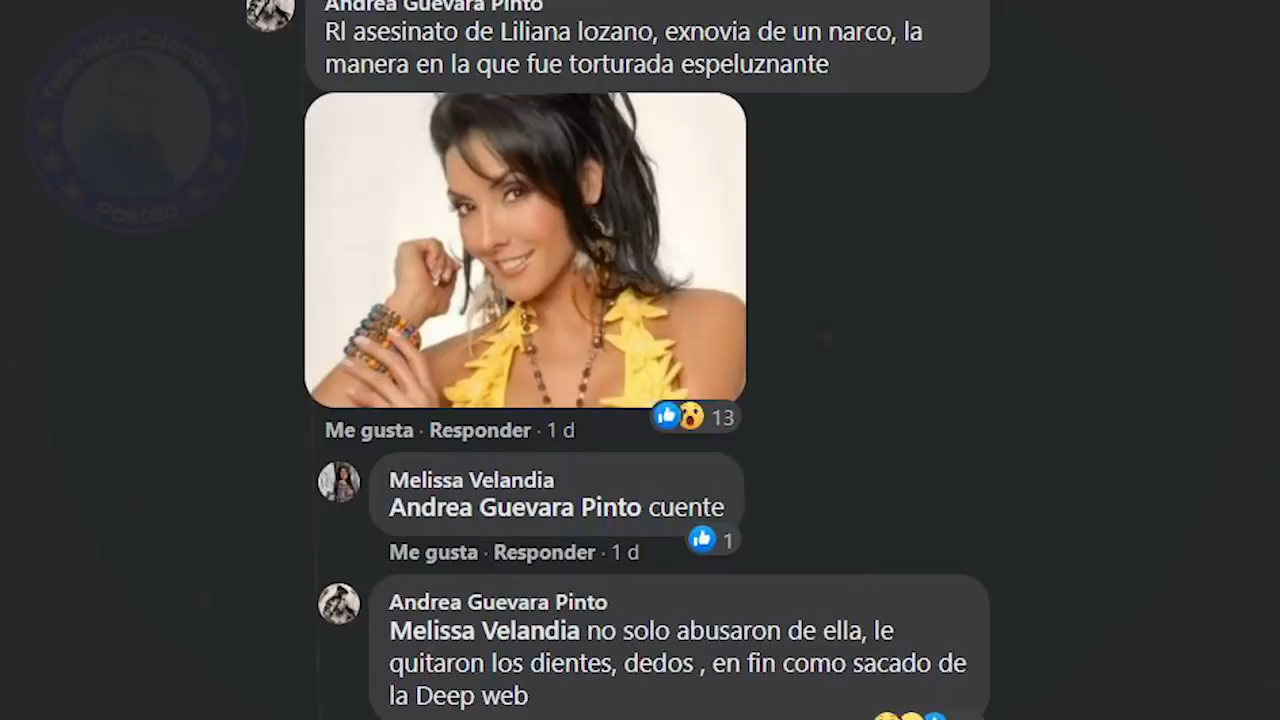 Andrea Guevara Pinto
Rl asesinato de Liliana lozano, exnovia de un narco, la
manera en la que fue torturada espeluznante
Televisión Colombiana
Posteo
13
Me gusta · Responder · 1 d
Melissa Velandia
Andrea Guevara Pinto cuente
1
Me gusta · Responder · 1 d
Andrea Guevara Pinto
Melissa Velandia no solo abusaron de ella, le
quitaron los dientes, dedos , en fin como sacado de
la Deep web